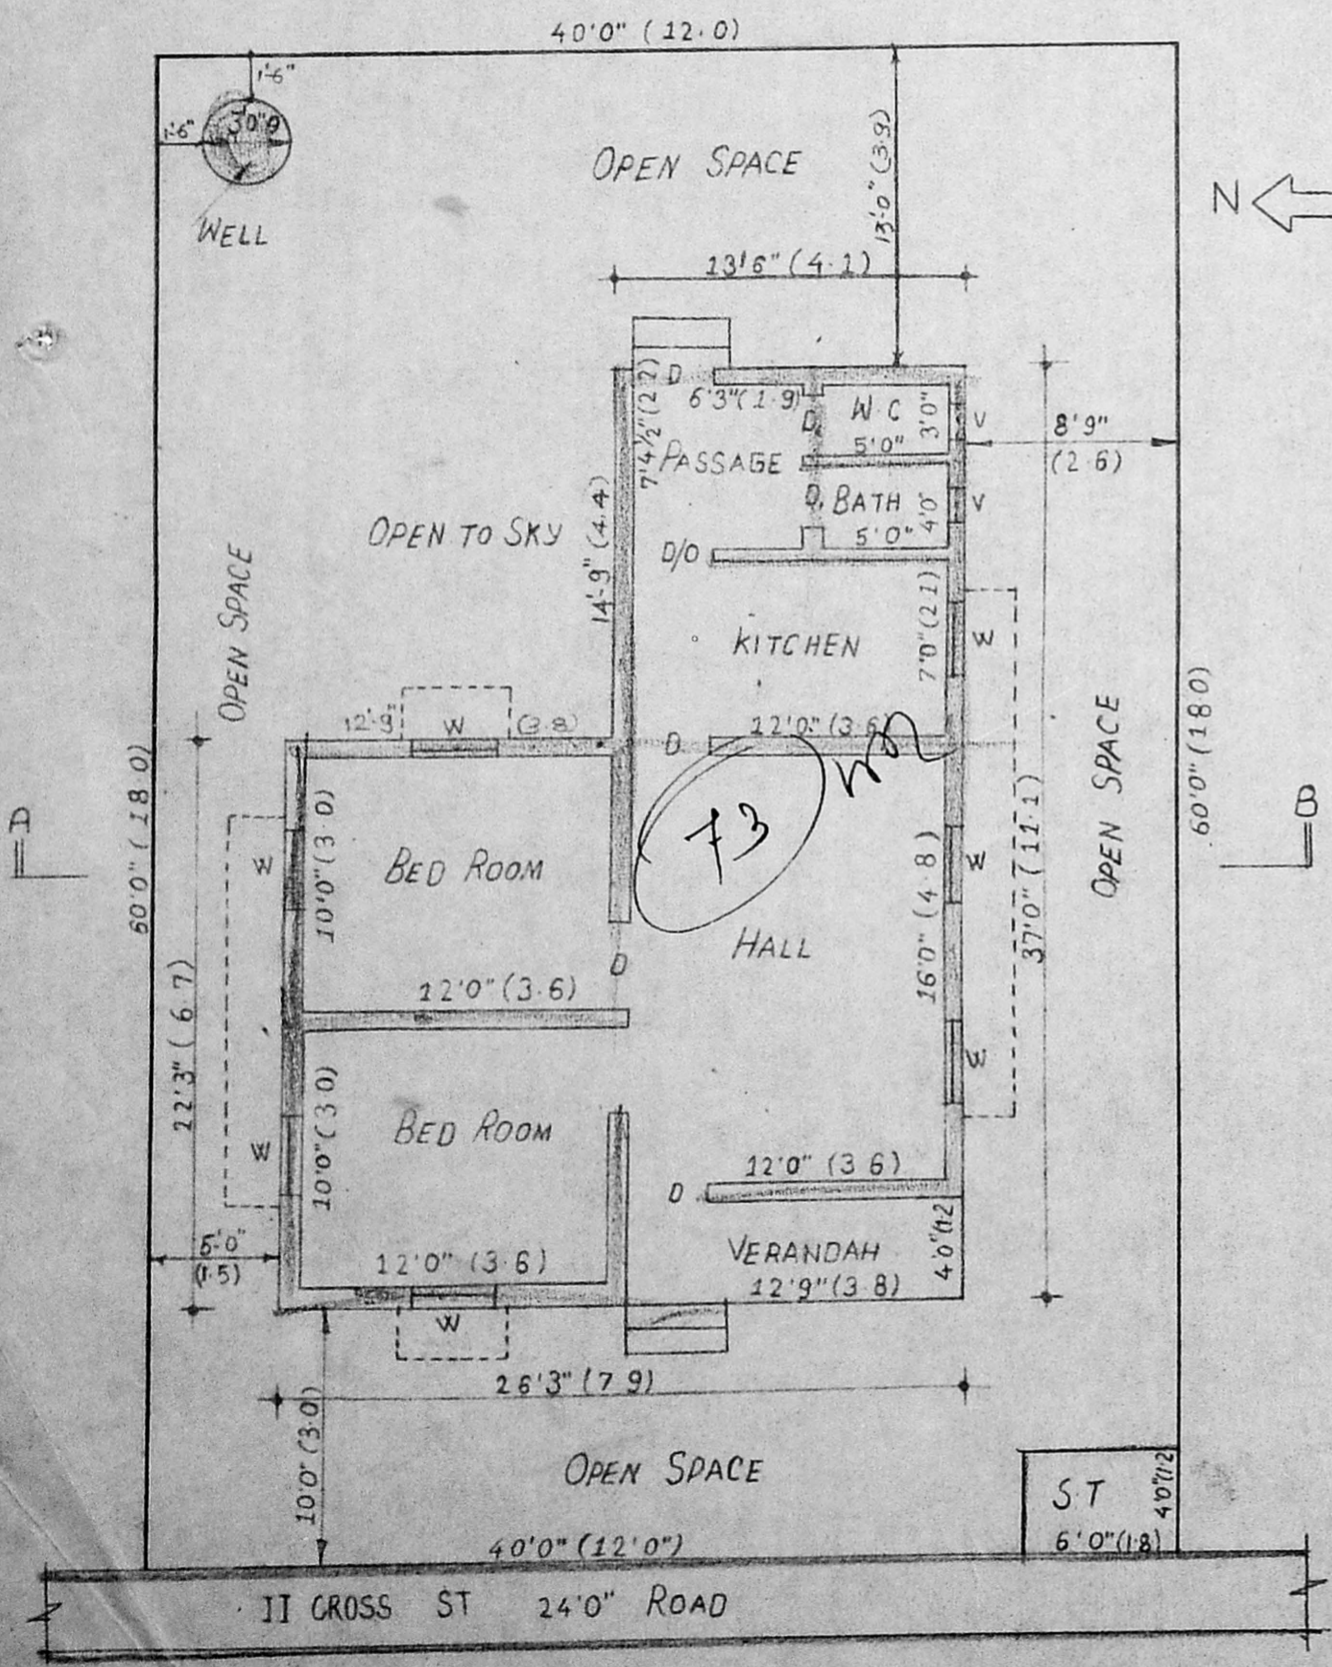 40'0" (12.0)
1'-6"
1'-6"
3'0"θ
WELL
OPEN SPACE
13'-0" (3.9)
N
13'6" (4.1)
D
6'3" (1.9)
7'4½" (2.2)
W.C
5'0"
3'0"
D,
V
8'9"
(2.6)
PASSAGE
D,
BATH
5'0"
4'0"
V
OPEN TO SKY
14'-9" (4.4)
D/O
OPEN SPACE
KITCHEN
7'0" (2.1)
W
12'-9"
W
(3.8)
D
12'0" (3.6)
60'0" (18.0)
60'0" (18.0)
OPEN SPACE
37'0" (11.1)
B
73
W
10'0" (3.0)
BED ROOM
W
16'0" (4.8)
HALL
D
12'0" (3.6)
22'3" (6.7)
W
W
10'0" (3.0)
BED ROOM
12'0" (3.6)
D
5'-0"
(1.5)
12'0" (3.6)
VERANDAH
12'9" (3.8)
4'0" (1.2
W
26'3" (7.9)
10'0" (3.0)
OPEN SPACE
S.T
4'0" (1.2
6'0" (1.8)
40'0" (12'0")
II CROSS ST 24'0" ROAD